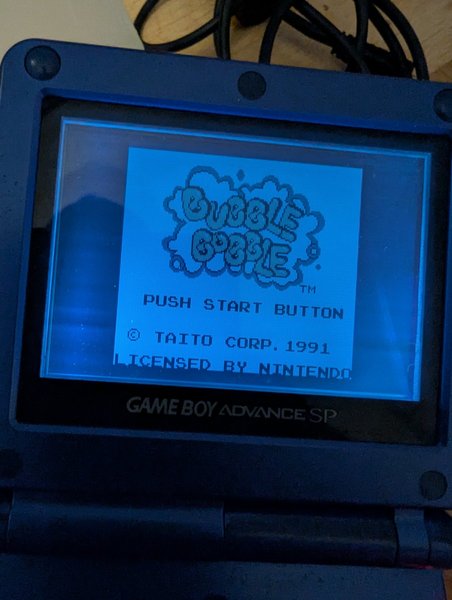 BUBBLE
BOBBLE
TM
PUSH START BUTTON
© TAITO CORP. 1991
LICENSED BY NINTENDO
GAME BOY ADVANCE SP